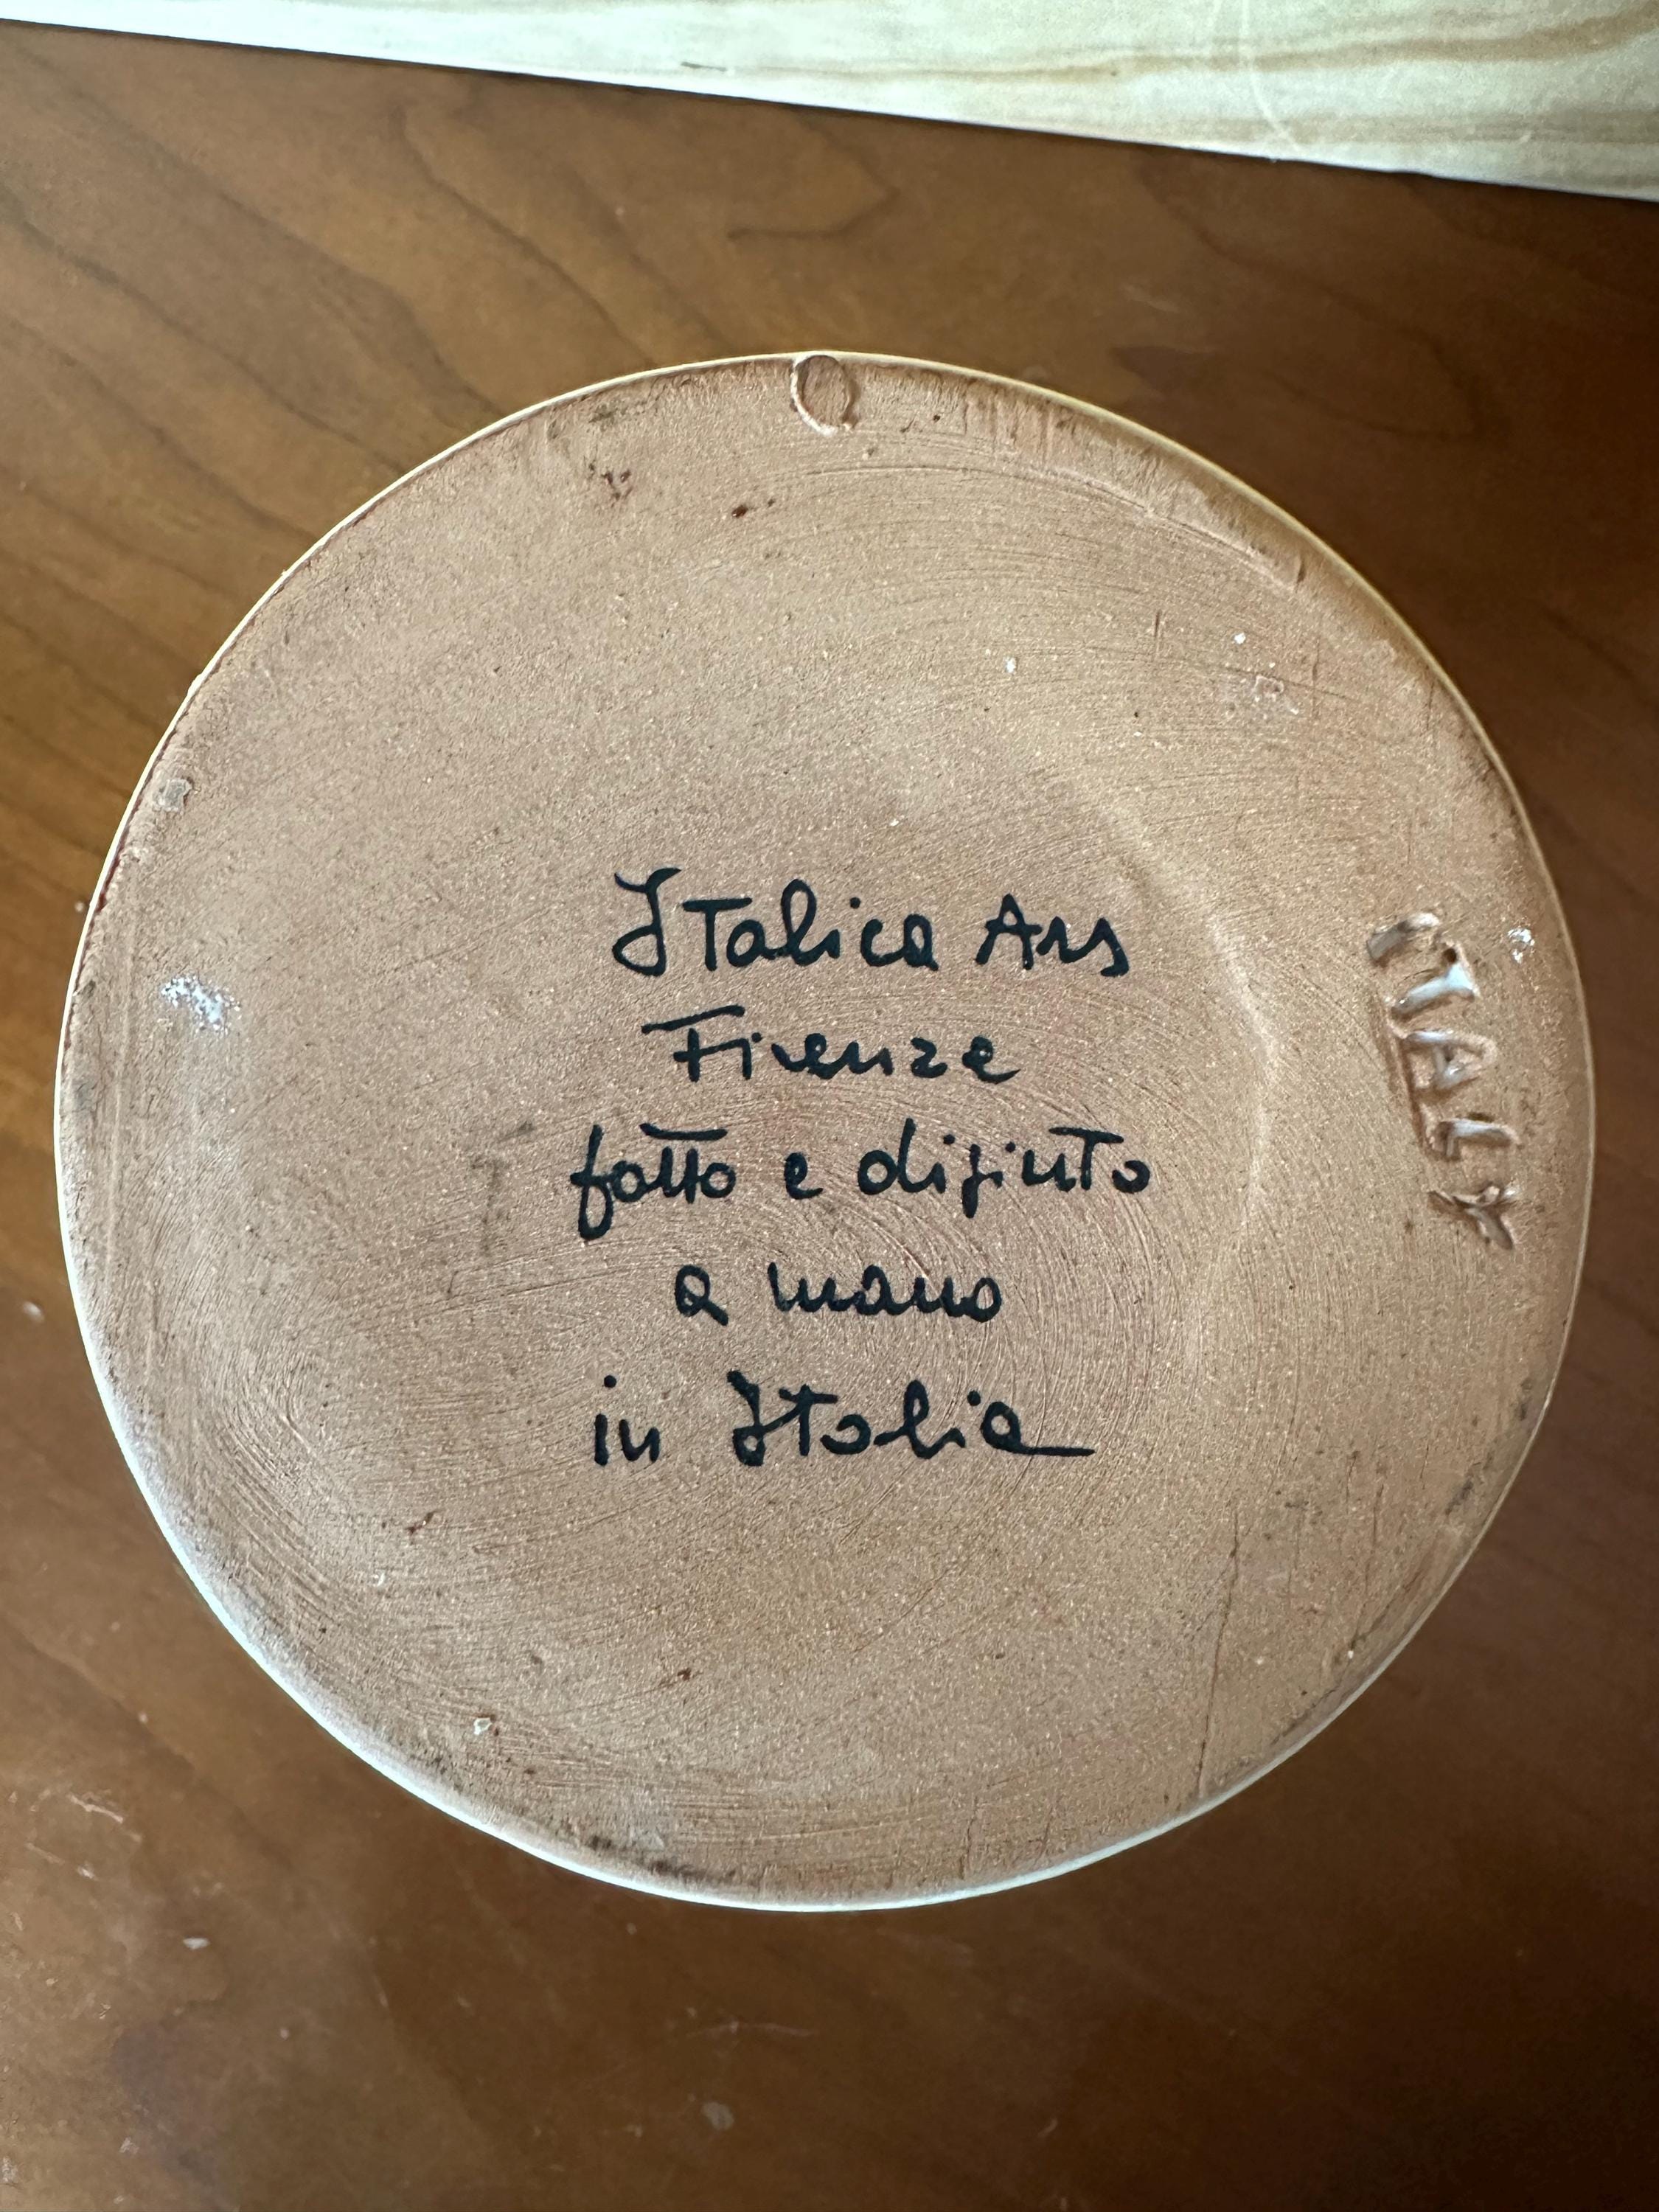 Italica Ars
Firenze
fatto e dipinto
a mano
in Italia
ITALY